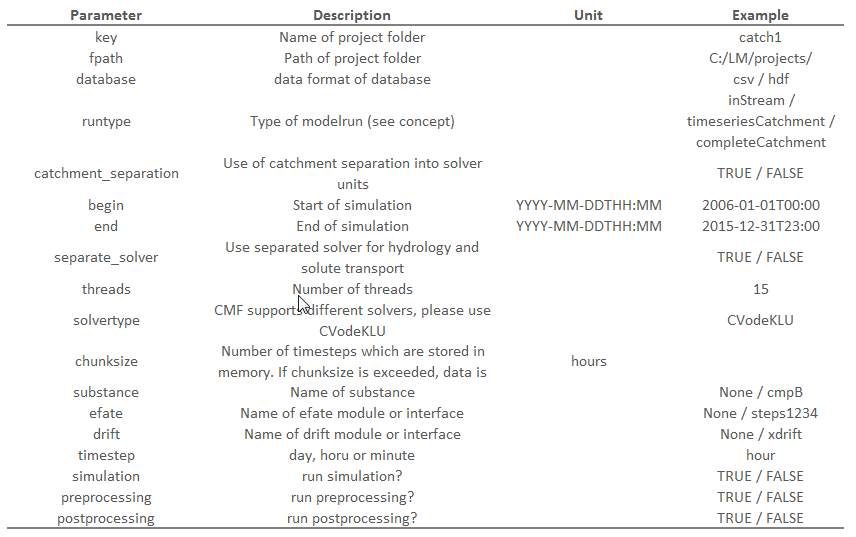 Parameter Description Unit Example
key Name of project folder catch1
fpath Path of project folder C:/LM/projects/
database data format of database csv / hdf
inStream /
runtype Type of modelrun (see concept) timeseriesCatchment /
completeCatchment
Use of catchment separation into solver
catchment_separation TRUE / FALSE
units
begin Start of simulation YYYY-MM-DDTHH:MM 2006-01-01T00:00
end End of simulation YYYY-MM-DDTHH:MM 2015-12-31T23:00
Use separated solver for hydrology and
separate_solver TRUE / FALSE
solute transport
threads Number of threads 15
CMF supports different solvers, please use
solvertype CVodeKLU
CVodeKLU
Number of timesteps which are stored in
chunksize hours
memory. If chunksize is exceeded, data is
substance Name of substance None / cmpB
efate Name of efate module or interface None / steps1234
drift Name of drift module or interface None / xdrift
timestep day, horu or minute hour
simulation run simulation? TRUE / FALSE
preprocessing run preprocessing? TRUE / FALSE
postprocessing run postprocessing? TRUE / FALSE